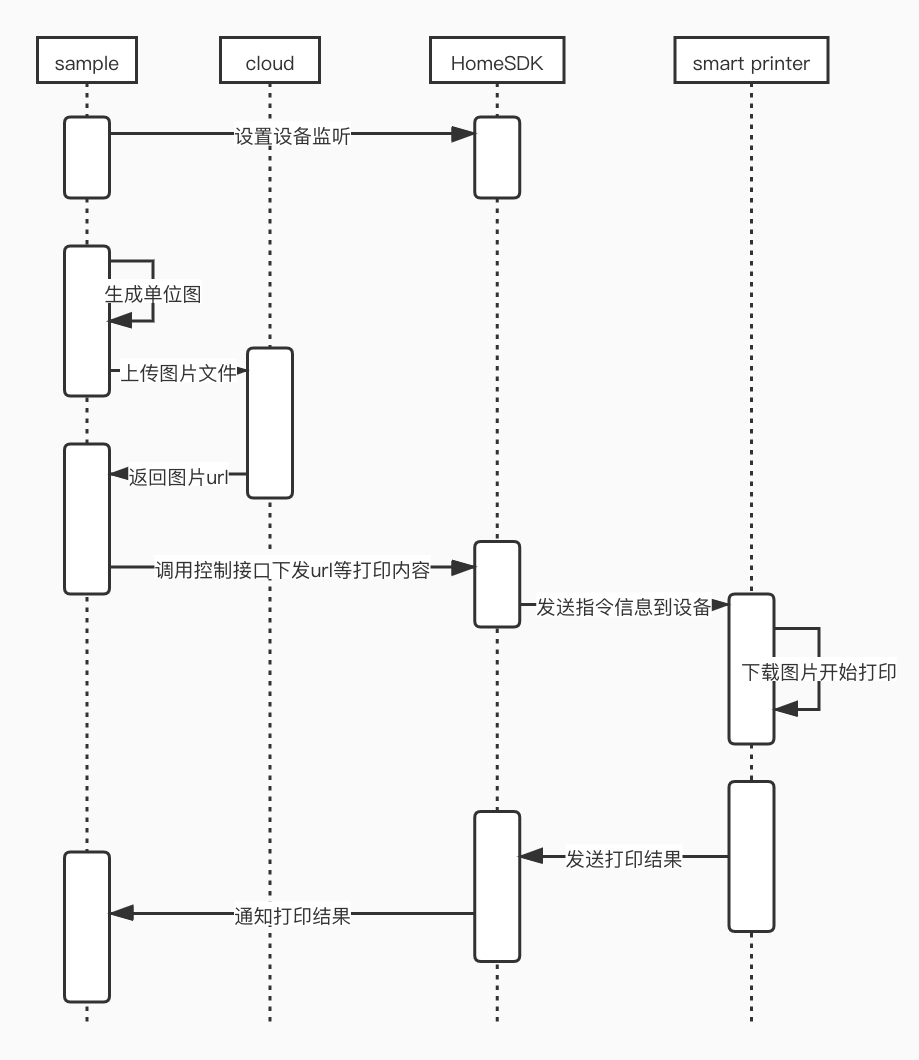 sample
cloud
HomeSDK
smart printer
设置设备监听
生成单位图
上传图片文件
返回图片url
调用控制接口下发url等打印内容
发送指令信息到设备
下载图片开始打印
发送打印结果
通知打印结果